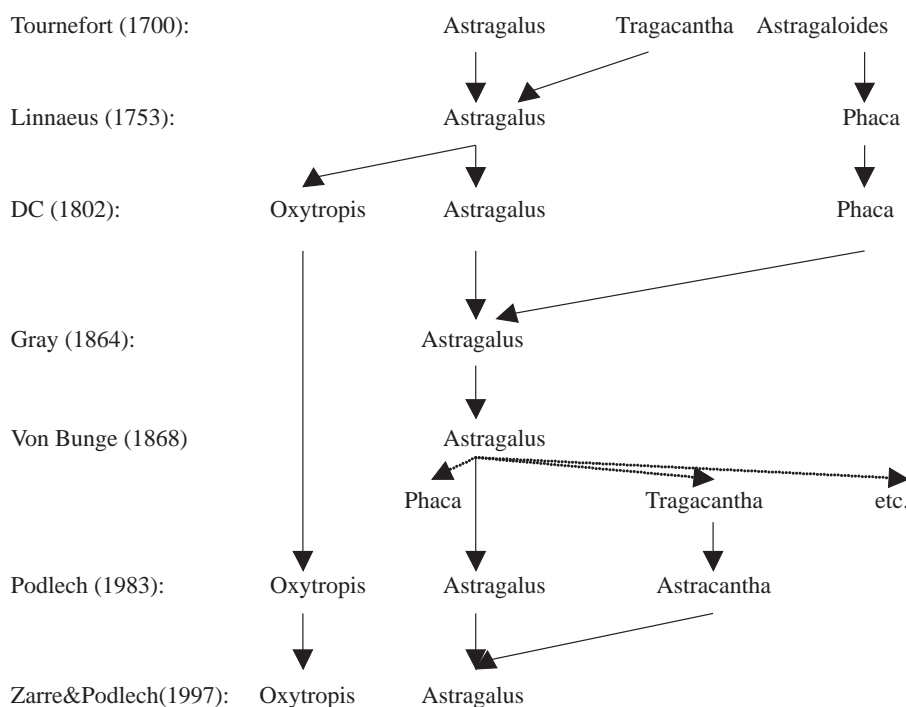 Tournefort (1700): Astragalus Tragacantha Astragaloides
Linnaeus (1753): Astragalus Phaca
DC (1802): Oxytropis Astragalus Phaca
Gray (1864): Astragalus
Von Bunge (1868) Astragalus
Phaca Tragacantha etc.
Podlech (1983): Oxytropis Astragalus Astracantha
Zarre&Podlech(1997): Oxytropis Astragalus